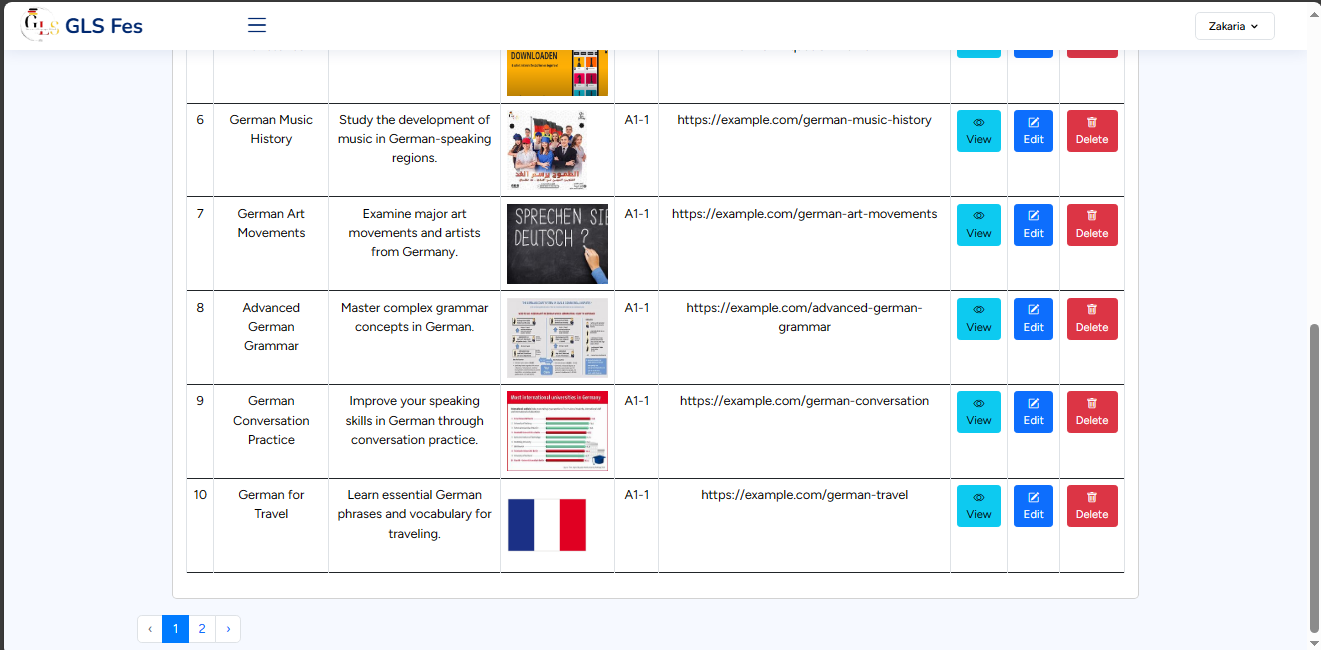 GLS GLS Fes
Zakaria
DOWNLOADEN
6 German Music Study the development of A1-1 https://example.com/german-music-history View Edit Delete
History music in German-speaking
regions.
الطموح يرسم الغد
7 German Art Examine major art A1-1 https://example.com/german-art-movements View Edit Delete
Movements movements and artists
from Germany.
SPRECHEN SIE
DEUTSCH ?
8 Advanced Master complex grammar A1-1 https://example.com/advanced-german-
German concepts in German. grammar View Edit Delete
Grammar
9 German Improve your speaking A1-1 https://example.com/german-conversation View Edit Delete
Conversation skills in German through
Practice conversation practice.
Most international universities in Germany
10 German for Learn essential German A1-1 https://example.com/german-travel View Edit Delete
Travel phrases and vocabulary for
traveling.
‹ 1 2 ›